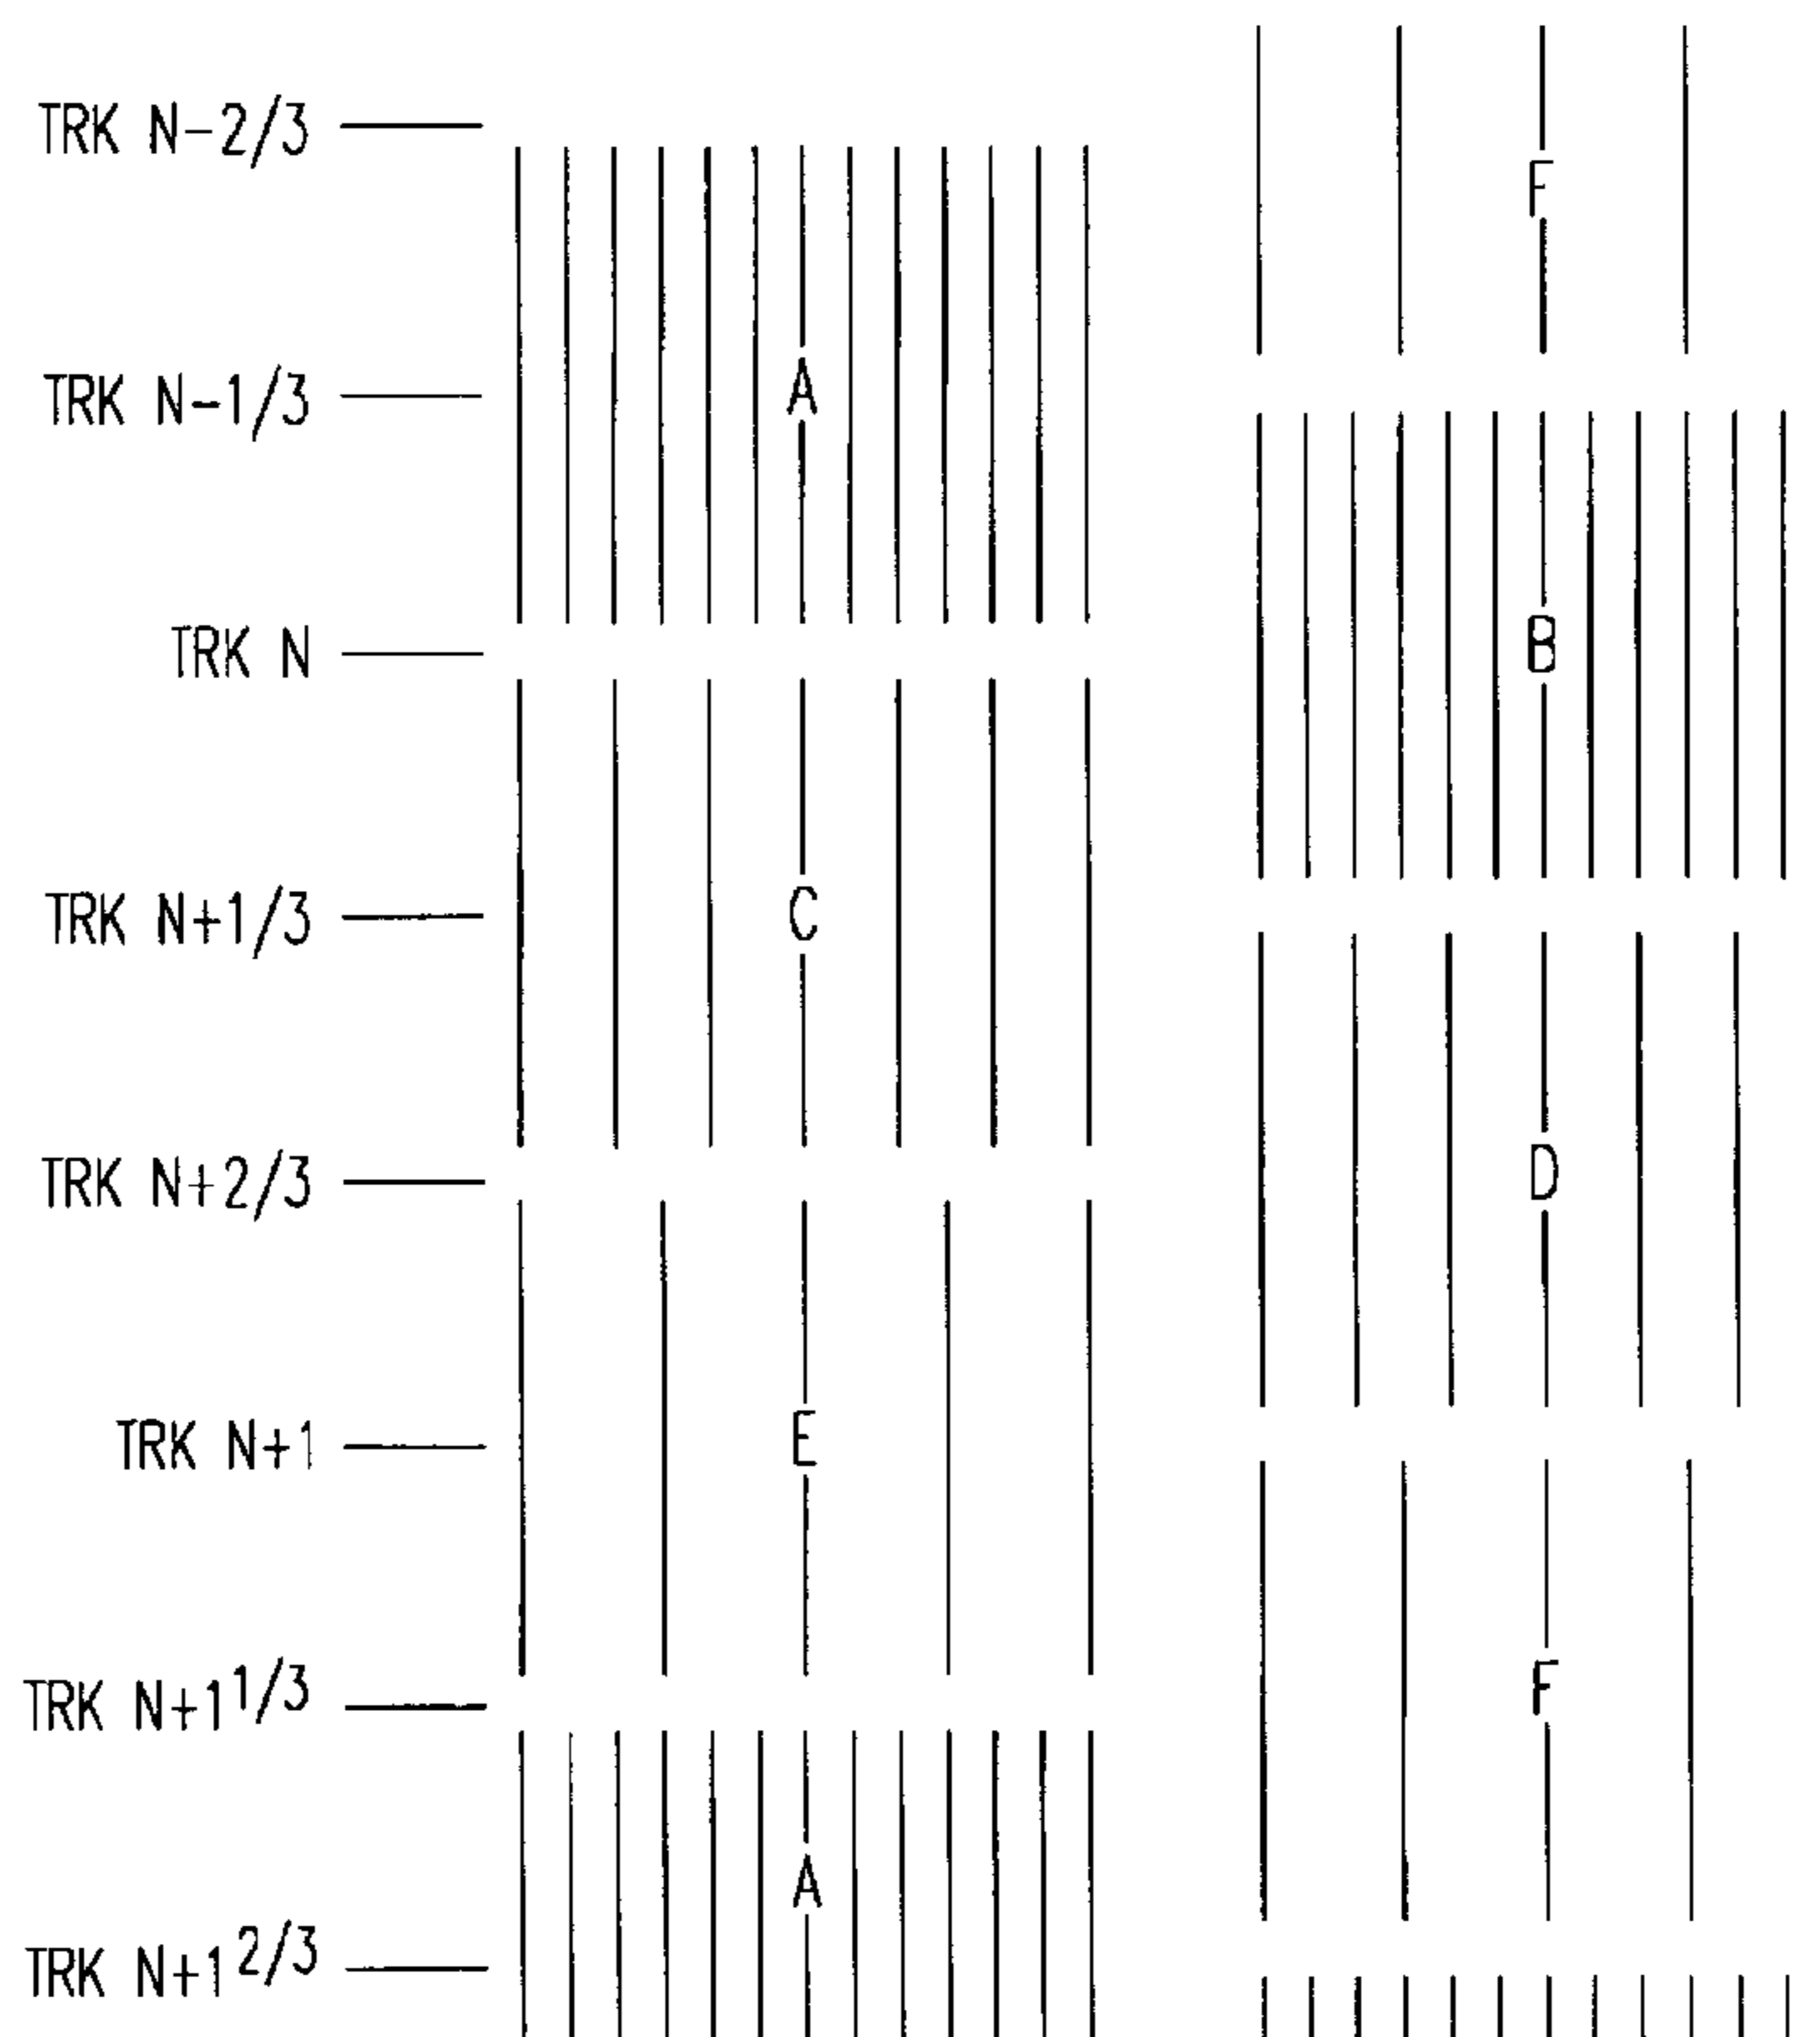 TRK N-2/3
F
TRK N-1/3
A
TRK N
B
TRK N+1/3
C
TRK N+2/3
D
TRK N+1
E
TRK N+1 1/3
F
A
TRK N+1 2/3